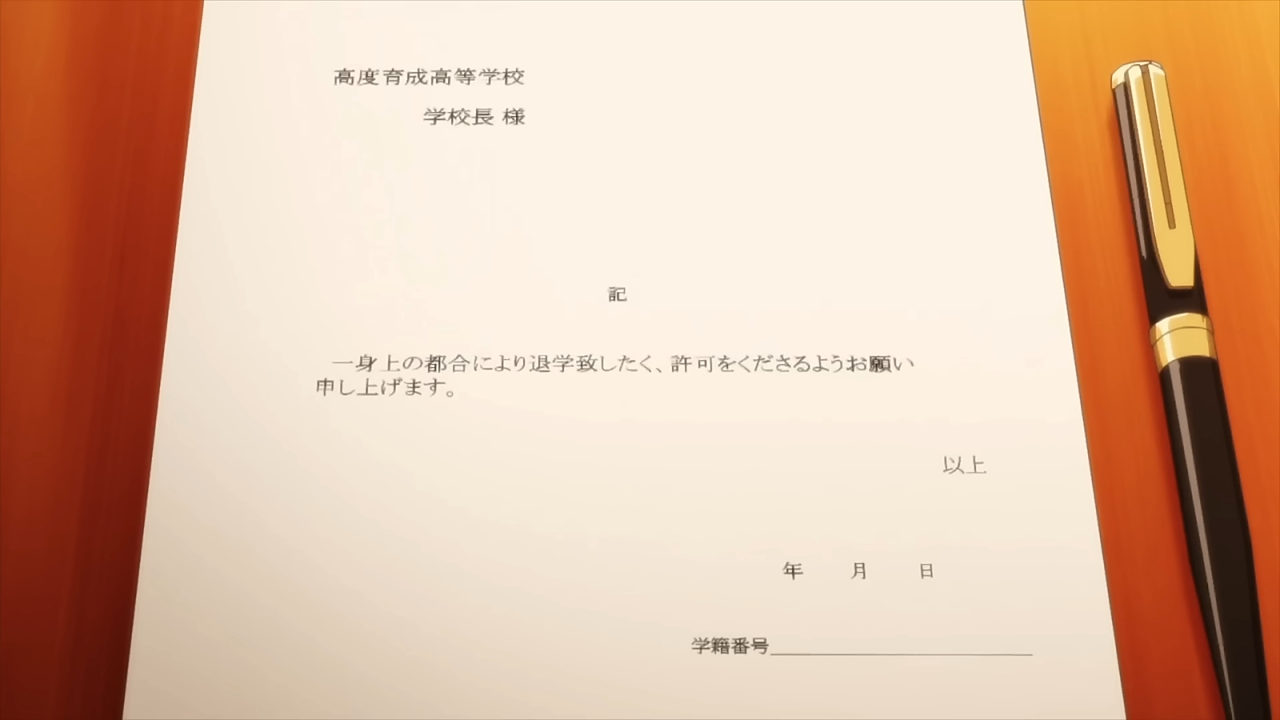 高度育成高等学校
学校長 様
記
一身上の都合により退学致したく、許可をくださるようお願い
申し上げます。
以上
年 月 日
学籍番号